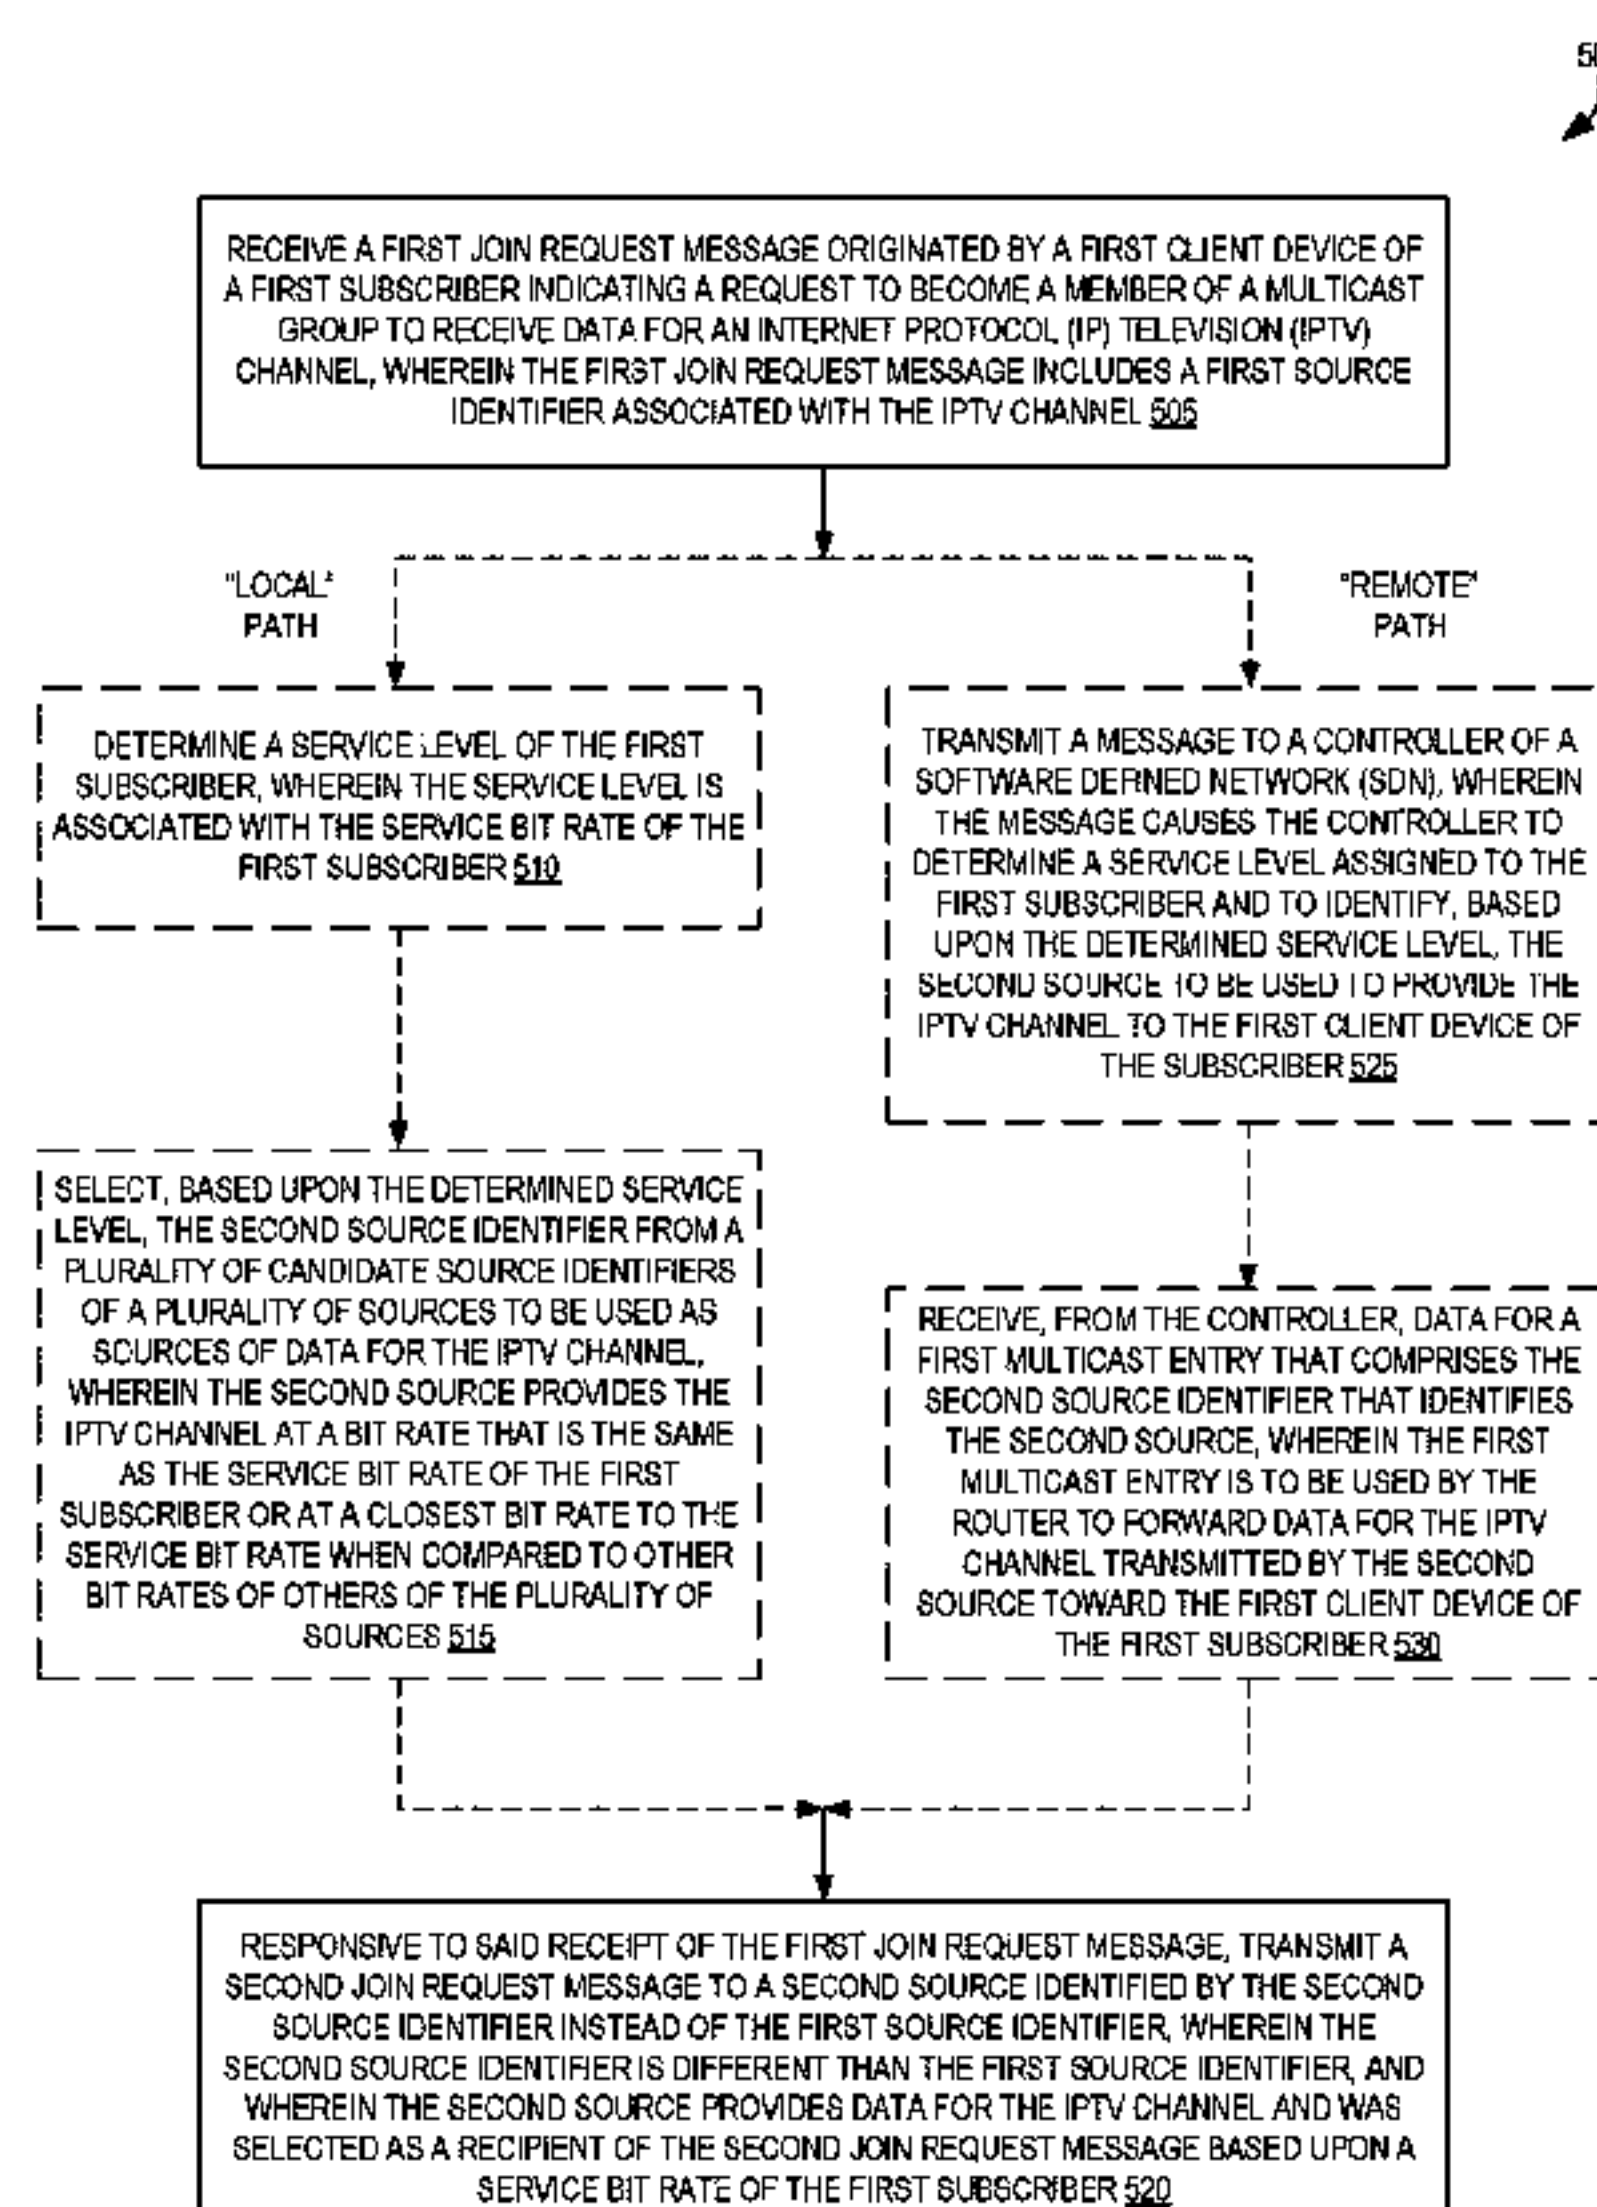 RECEIVE A FIRST JOIN REQUEST MESSAGE ORIGINATED BY A FIRST CLIENT DEVICE OF
A FIRST SUBSCRIBER INDICATING A REQUEST TO BECOME A MEMBER OF A MULTICAST
GROUP TO RECEIVE DATA FOR AN INTERNET PROTOCOL (IP) TELEVISION (IPTV)
CHANNEL, WHEREIN THE FIRST JOIN REQUEST MESSAGE INCLUDES A FIRST SOURCE
IDENTIFIER ASSOCIATED WITH THE IPTV CHANNEL 505
"LOCAL"
PATH
"REMOTE"
PATH
DETERMINE A SERVICE LEVEL OF THE FIRST
SUBSCRIBER, WHEREIN THE SERVICE LEVEL IS
ASSOCIATED WITH THE SERVICE BIT RATE OF THE
FIRST SUBSCRIBER 510
TRANSMIT A MESSAGE TO A CONTROLLER OF A
SOFTWARE DEFINED NETWORK (SDN), WHEREIN
THE MESSAGE CAUSES THE CONTROLLER TO
DETERMINE A SERVICE LEVEL ASSIGNED TO THE
FIRST SUBSCRIBER AND TO IDENTIFY, BASED
UPON THE DETERMINED SERVICE LEVEL, THE
SECOND SOURCE TO BE USED TO PROVIDE THE
IPTV CHANNEL TO THE FIRST CLIENT DEVICE OF
THE SUBSCRIBER 525
SELECT, BASED UPON THE DETERMINED SERVICE
LEVEL, THE SECOND SOURCE IDENTIFIER FROM A
PLURALITY OF CANDIDATE SOURCE IDENTIFIERS
OF A PLURALITY OF SOURCES TO BE USED AS
SOURCES OF DATA FOR THE IPTV CHANNEL,
WHEREIN THE SECOND SOURCE PROVIDES THE
IPTV CHANNEL AT A BIT RATE THAT IS THE SAME
AS THE SERVICE BIT RATE OF THE FIRST
SUBSCRIBER OR AT A CLOSEST BIT RATE TO THE
SERVICE BIT RATE WHEN COMPARED TO OTHER
BIT RATES OF OTHERS OF THE PLURALITY OF
SOURCES 515
RECEIVE, FROM THE CONTROLLER, DATA FOR A
FIRST MULTICAST ENTRY THAT COMPRISES THE
SECOND SOURCE IDENTIFIER THAT IDENTIFIES
THE SECOND SOURCE, WHEREIN THE FIRST
MULTICAST ENTRY IS TO BE USED BY THE
ROUTER TO FORWARD DATA FOR THE IPTV
CHANNEL TRANSMITTED BY THE SECOND
SOURCE TOWARD THE FIRST CLIENT DEVICE OF
THE FIRST SUBSCRIBER 530
RESPONSIVE TO SAID RECEIPT OF THE FIRST JOIN REQUEST MESSAGE, TRANSMIT A
SECOND JOIN REQUEST MESSAGE TO A SECOND SOURCE IDENTIFIED BY THE SECOND
SOURCE IDENTIFIER INSTEAD OF THE FIRST SOURCE IDENTIFIER, WHEREIN THE
SECOND SOURCE IDENTIFIER IS DIFFERENT THAN THE FIRST SOURCE IDENTIFIER, AND
WHEREIN THE SECOND SOURCE PROVIDES DATA FOR THE IPTV CHANNEL AND WAS
SELECTED AS A RECIPIENT OF THE SECOND JOIN REQUEST MESSAGE BASED UPON A
SERVICE BIT RATE OF THE FIRST SUBSCRIBER 520